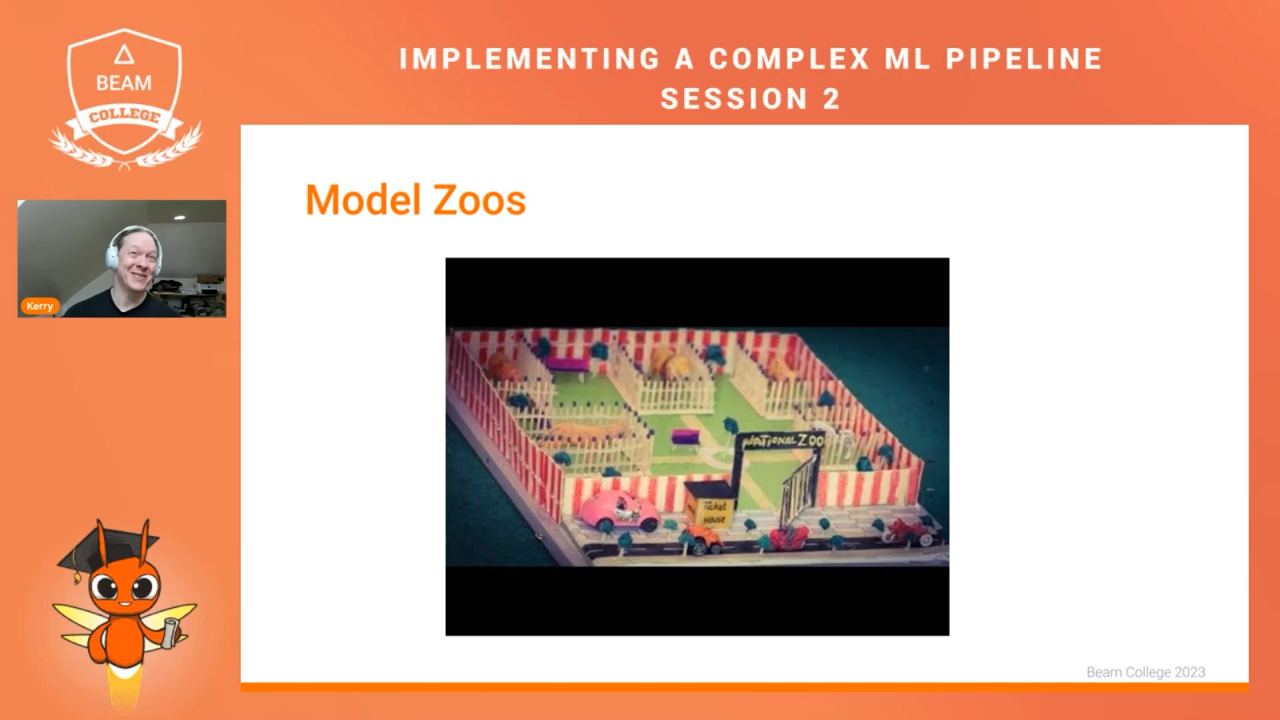 BEAM
COLLEGE
IMPLEMENTING A COMPLEX ML PIPELINE
SESSION 2
Kerry
Model Zoos
NATIONAL ZOO
Ticket
HOUSE
Beam College 2023